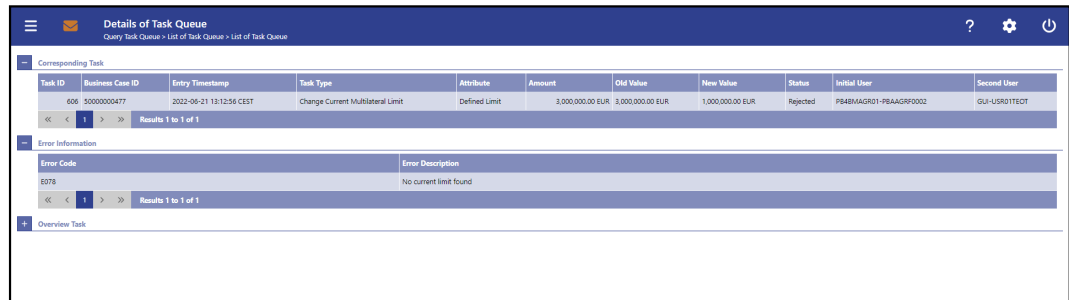 Details of Task Queue
Query Task Queue > List of Task Queue > List of Task Queue
?
Corresponding Task
Task ID Business Case ID Entry Timestamp Task Type Attribute Amount Old Value New Value Status Initial User Second User
606 50000000477 2022-06-21 13:12:56 CEST Change Current Multilateral Limit Defined Limit 3,000,000.00 EUR 3,000,000.00 EUR 1,000,000.00 EUR Rejected PB4BMAGR01-PBAAGRF0002 GUI-USR01TEOT
« < 1 > » Results 1 to 1 of 1
Error Information
Error Code Error Description
E078 No current limit found
« < 1 > » Results 1 to 1 of 1
Overview Task